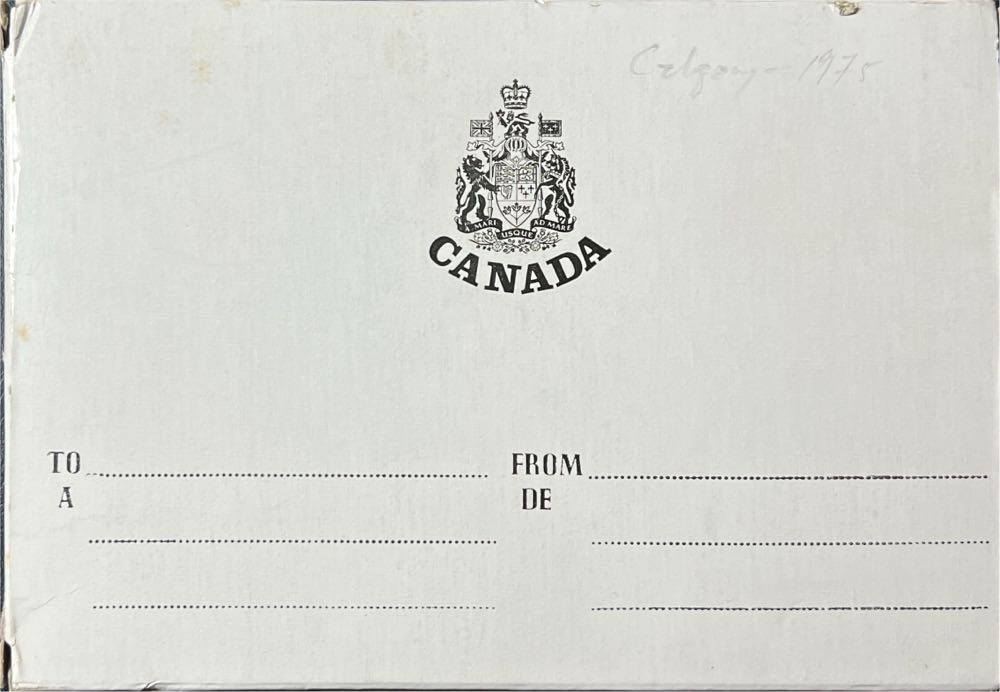 Calgary - 1975
A MARI USQUE AD MARE
CANADA
TO FROM
A DE